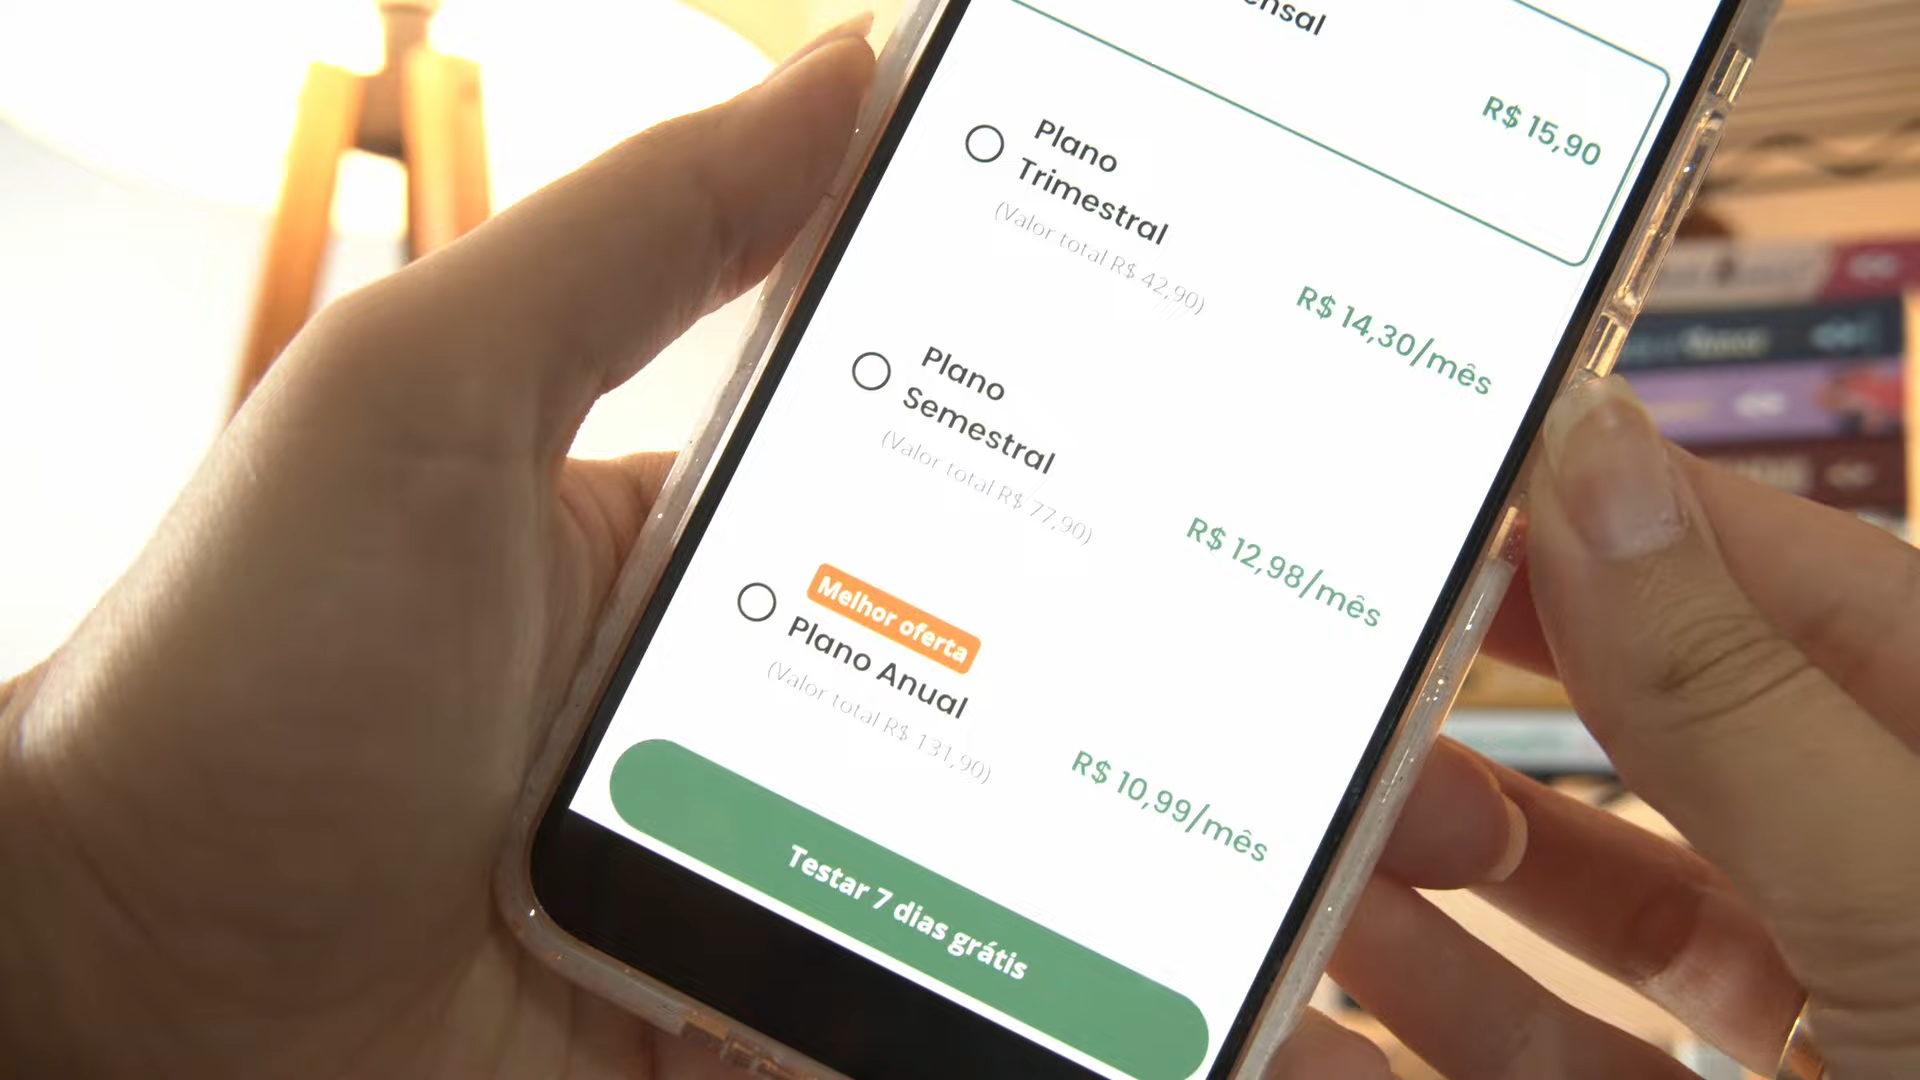 R$ 15,90
Plano
Trimestral
(Valor total R$ 42,90)
R$ 14,30/mês
Plano
Semestral
(Valor total R$ 77,90)
R$ 12,98/mês
Melhor oferta
Plano Anual
(Valor total R$ 131,90)
R$ 10,99/mês
Testar 7 dias grátis